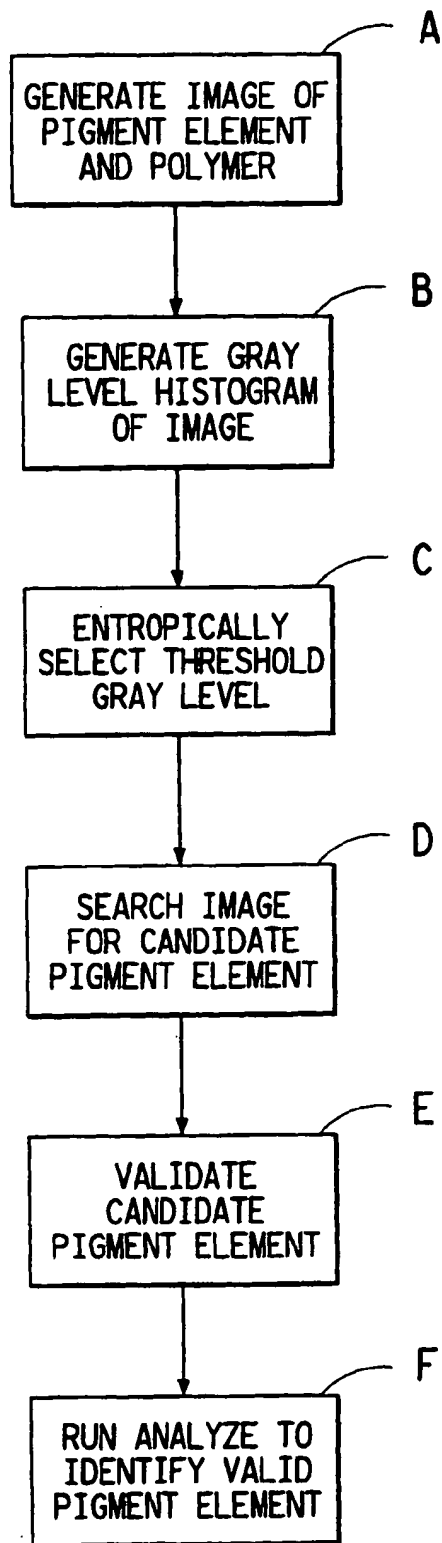 A
GENERATE IMAGE OF
PIGMENT ELEMENT
AND POLYMER
B
GENERATE GRAY
LEVEL HISTOGRAM
OF IMAGE
C
ENTROPICALLY
SELECT THRESHOLD
GRAY LEVEL
D
SEARCH IMAGE
FOR CANDIDATE
PIGMENT ELEMENT
E
VALIDATE
CANDIDATE
PIGMENT ELEMENT
F
RUN ANALYZE TO
IDENTIFY VALID
PIGMENT ELEMENT